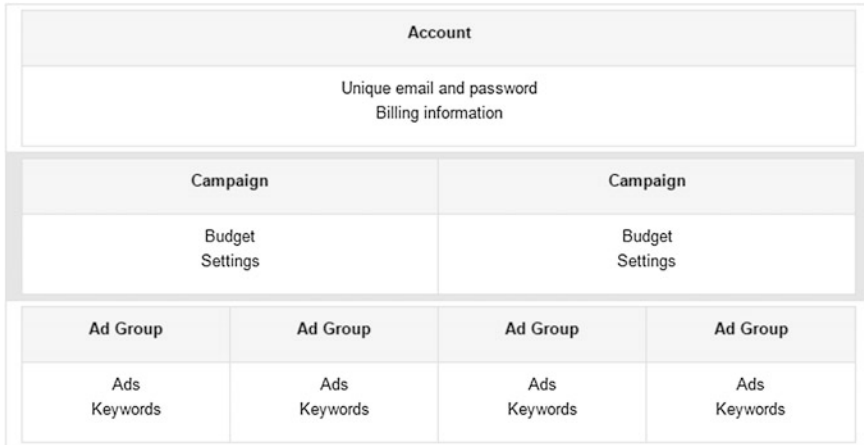 Account
Unique email and password
Billing information
Campaign Campaign
Budget Budget
Settings Settings
Ad Group Ad Group Ad Group Ad Group
Ads Ads Ads Ads
Keywords Keywords Keywords Keywords